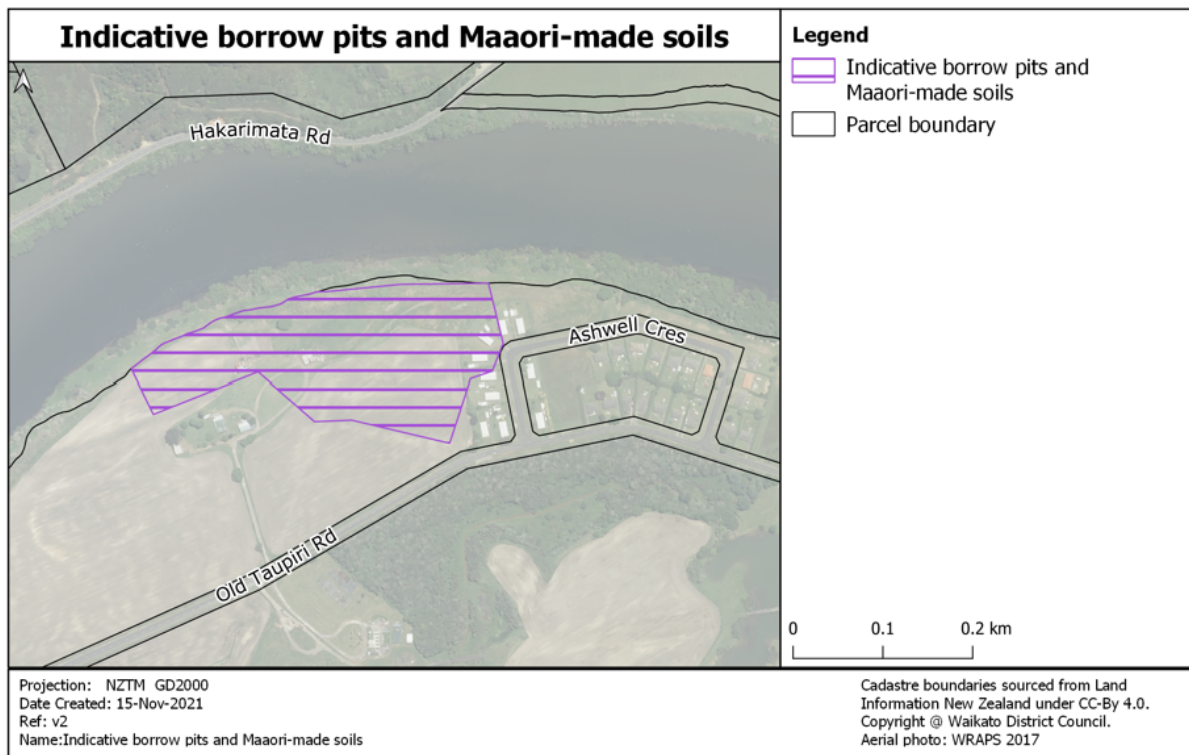 Indicative borrow pits and Maaori-made soils
Hakarimata Rd
Ashwell Cres
Old Taupiri Rd
Legend
Indicative borrow pits and
Maaori-made soils
Parcel boundary
0 0.1 0.2 km
Projection: NZTM GD2000
Date Created: 15-Nov-2021
Ref: v2
Name:Indicative borrow pits and Maaori-made soils
Cadastre boundaries sourced from Land
Information New Zealand under CC-By 4.0.
Copyright @ Waikato District Council.
Aerial photo: WRAPS 2017